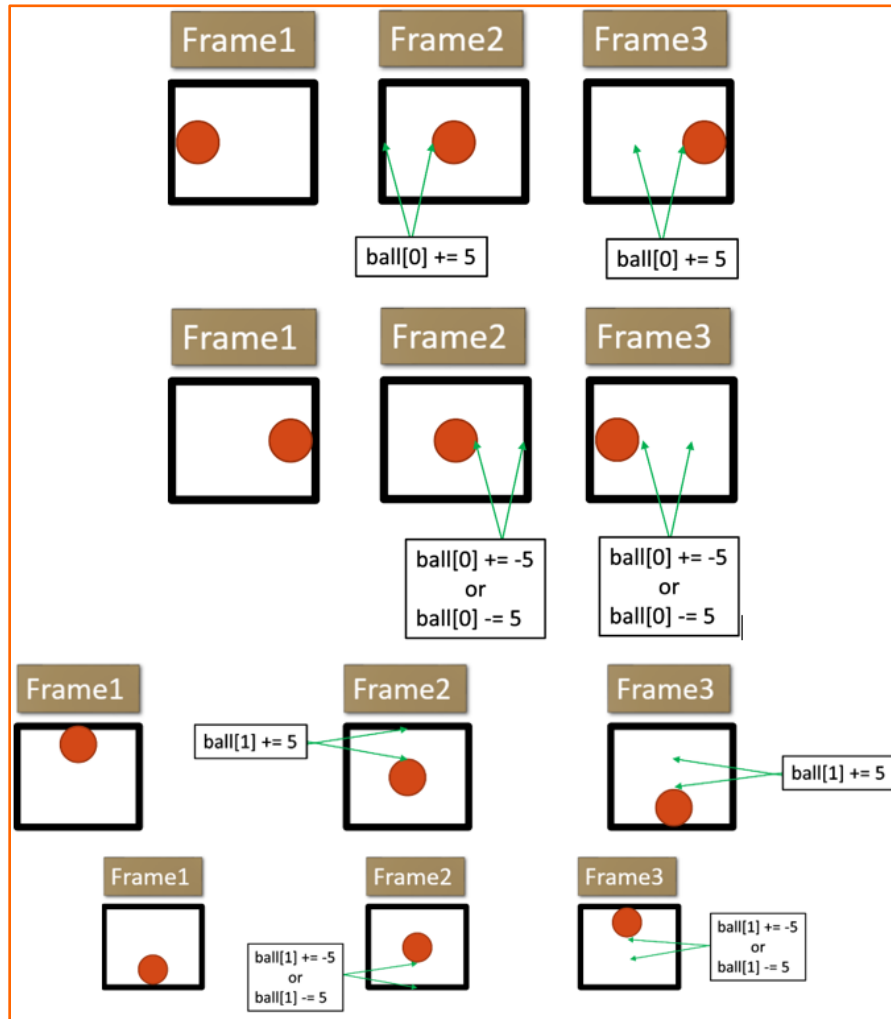 Frame1
Frame2
Frame3
ball[0] += 5
ball[0] += 5
Frame1
Frame2
Frame3
ball[0] += -5
or
ball[0] -= 5
ball[0] += -5
or
ball[0] -= 5
Frame1
Frame2
Frame3
ball[1] += 5
ball[1] += 5
Frame1
Frame2
Frame3
ball[1] += -5
or
ball[1] -= 5
ball[1] += -5
or
ball[1] -= 5